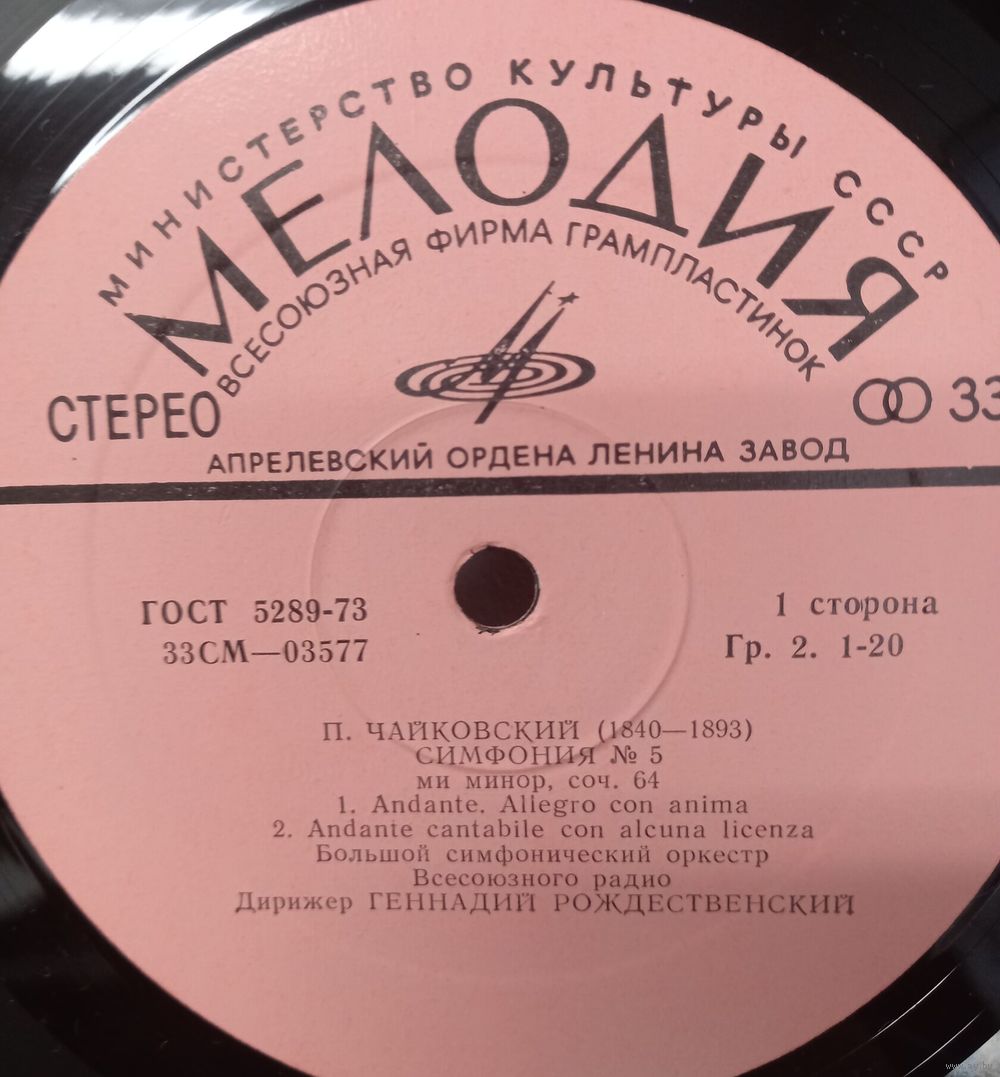 МИНИСТЕРСТВО КУЛЬТУРЫ СССР
МЕЛОДИЯ
ВСЕСОЮЗНАЯ ФИРМА ГРАМПЛАСТИНОК
СТЕРЕО
33
АПРЕЛЕВСКИЙ ОРДЕНА ЛЕНИНА ЗАВОД
ГОСТ 5289-73
1 сторона
33СМ—03577
Гр. 2. 1-20
П. ЧАЙКОВСКИЙ (1840—1893)
СИМФОНИЯ № 5
ми минор, соч. 64
1. Andante. Allegro con anima
2. Andante cantabile con alcuna licenza
Большой симфонический оркестр
Всесоюзного радио
Дирижер ГЕННАДИЙ РОЖДЕСТВЕНСКИЙ